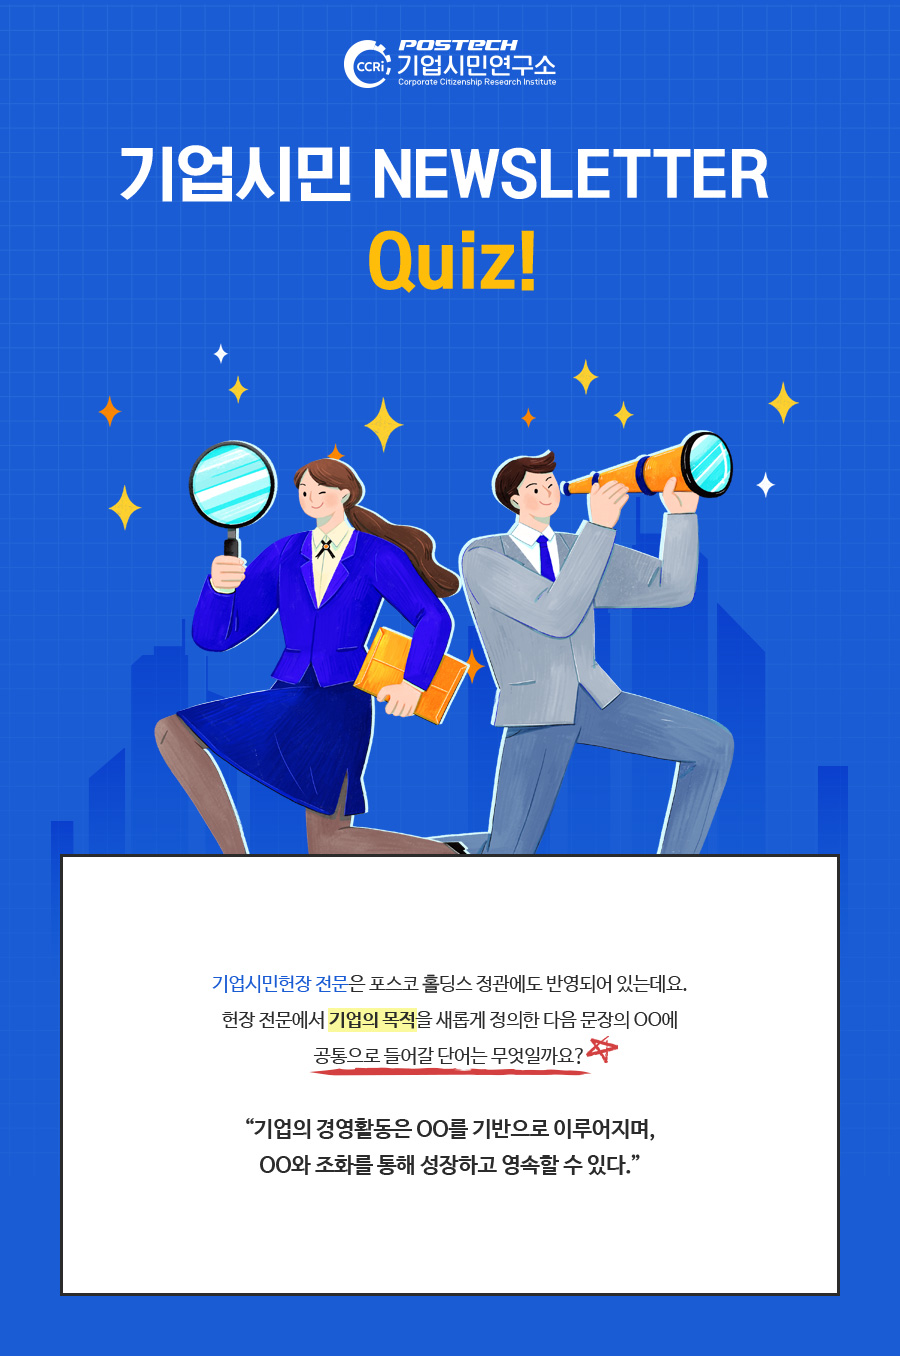 CCRi
POSTECH
기업시민연구소
Corporate Citizenship Research Institute
기업시민 NEWSLETTER
Quiz!
기업시민헌장 전문은 포스코 홀딩스 정관에도 반영되어 있는데요.
헌장 전문에서 기업의 목적을 새롭게 정의한 다음 문장의 OO에
공통으로 들어갈 단어는 무엇일까요?
“기업의 경영활동은 OO를 기반으로 이루어지며,
OO와 조화를 통해 성장하고 영속할 수 있다.”